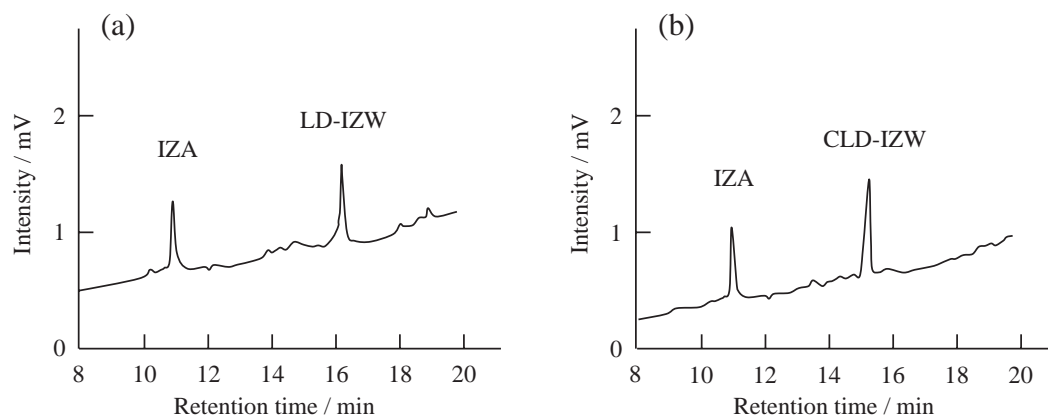 (a)
Intensity / mV
2
1
0
IZA
LD-IZW
8 10 12 14 16 18 20
Retention time / min
(b)
Intensity / mV
2
1
0
IZA
CLD-IZW
8 10 12 14 16 18 20
Retention time / min